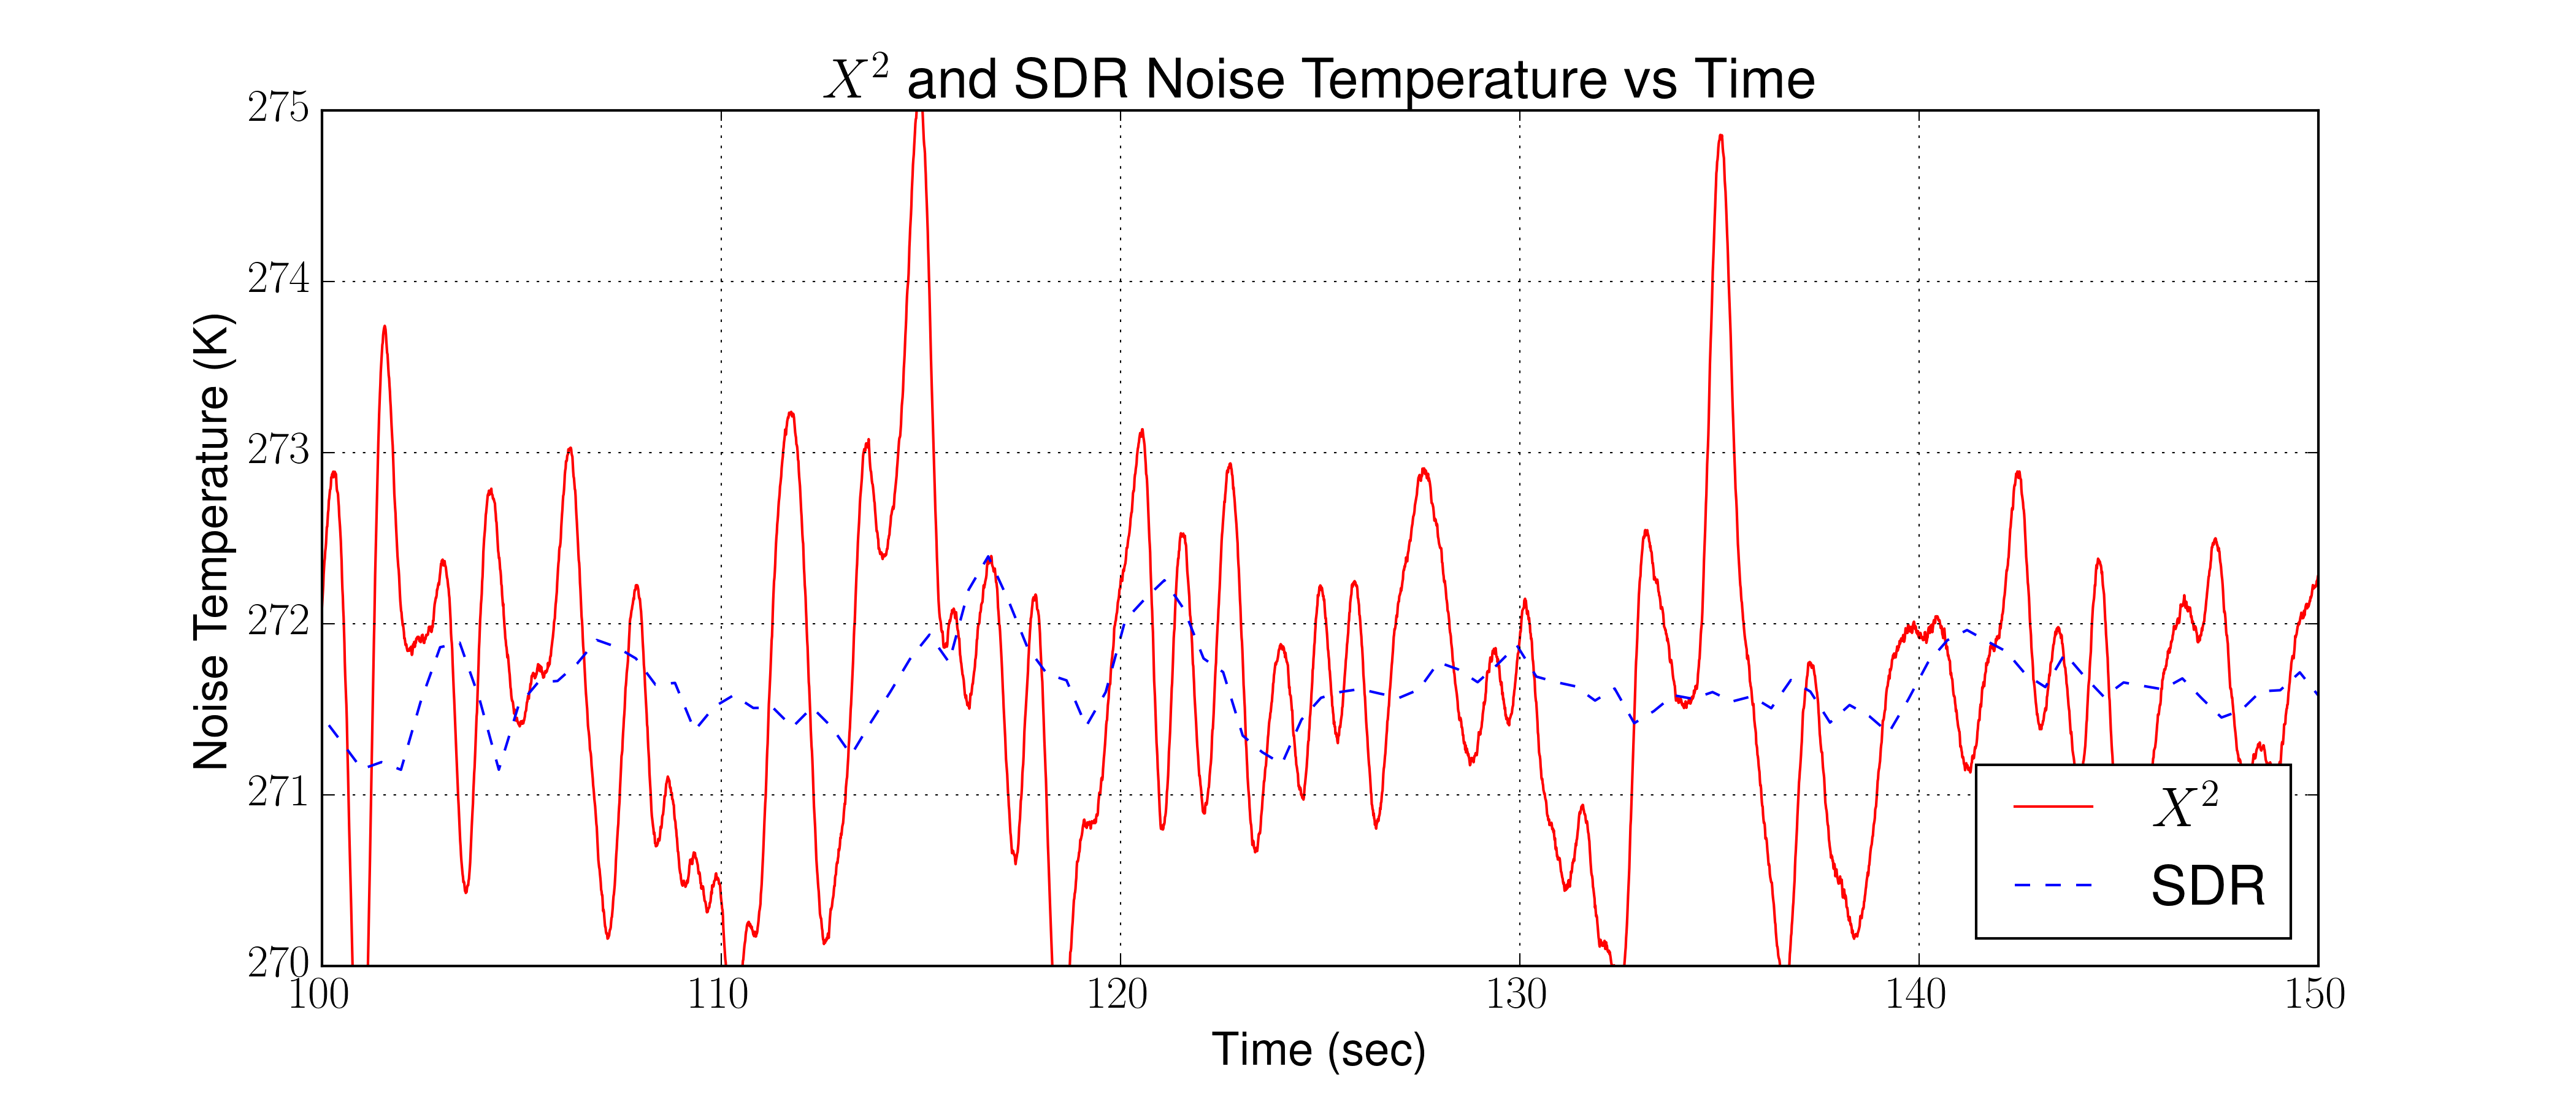 X² and SDR Noise Temperature vs Time
275
274
273
272
271
270
Noise Temperature (K)
100 110 120 130 140 150
Time (sec)
X²
SDR